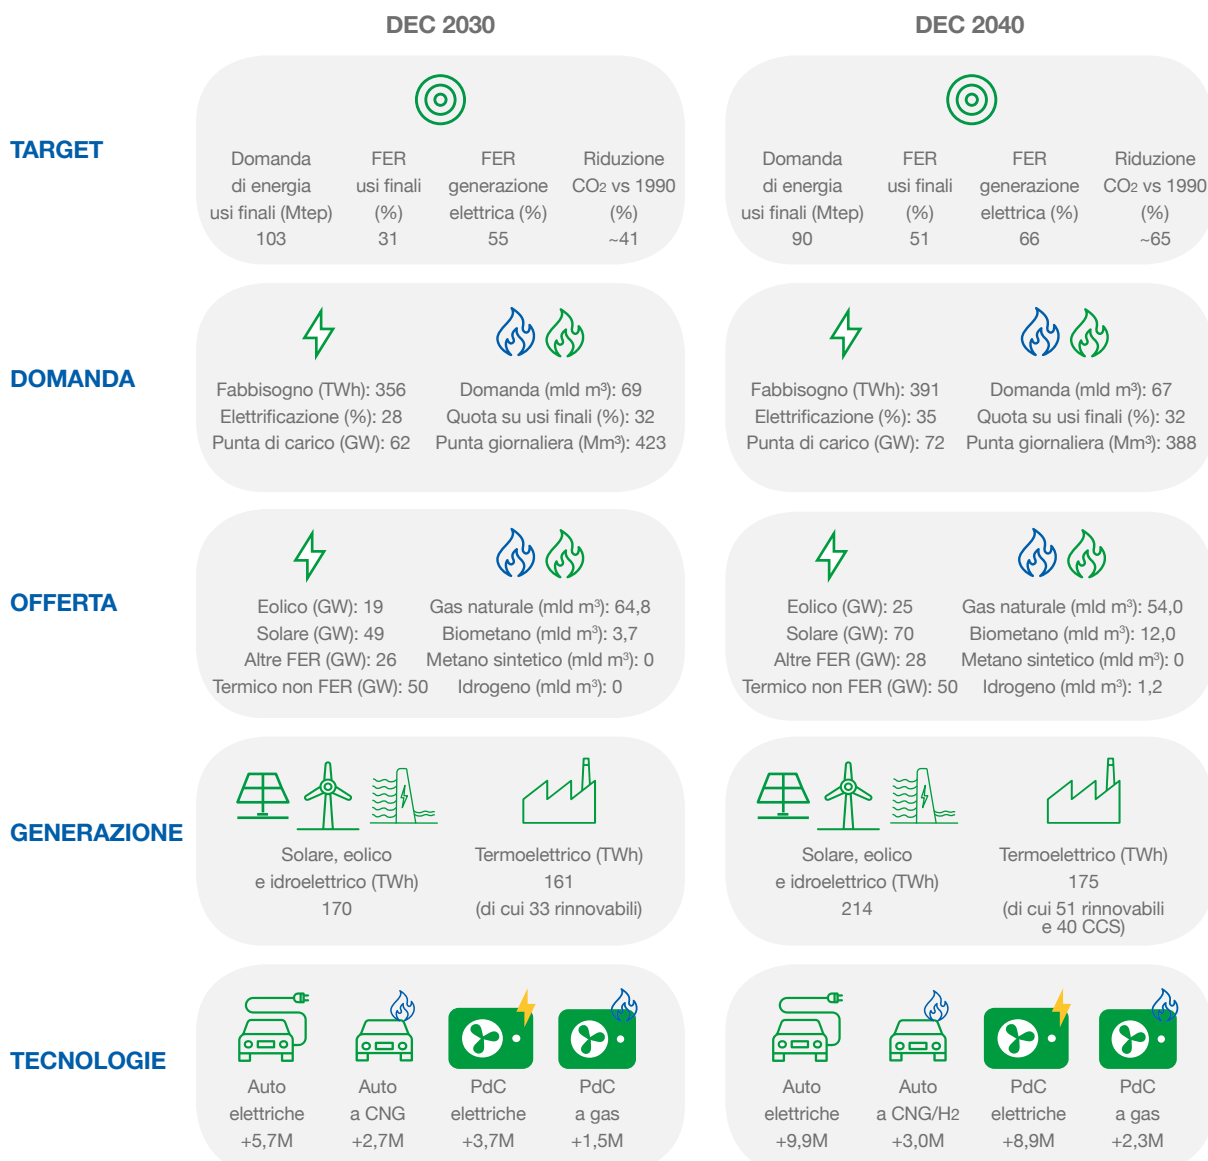 DEC 2030
DEC 2040
TARGET
Domanda
di energia
usi finali (Mtep)
103
FER
usi finali
(%)
31
FER
generazione
elettrica (%)
55
Riduzione
CO2 vs 1990
(%)
~41
Domanda
di energia
usi finali (Mtep)
90
FER
usi finali
(%)
51
FER
generazione
elettrica (%)
66
Riduzione
CO2 vs 1990
(%)
~65
DOMANDA
Fabbisogno (TWh): 356
Elettrificazione (%): 28
Punta di carico (GW): 62
Domanda (mld m³): 69
Quota su usi finali (%): 32
Punta giornaliera (Mm³): 423
Fabbisogno (TWh): 391
Elettrificazione (%): 35
Punta di carico (GW): 72
Domanda (mld m³): 67
Quota su usi finali (%): 32
Punta giornaliera (Mm³): 388
OFFERTA
Eolico (GW): 19
Solare (GW): 49
Altre FER (GW): 26
Termico non FER (GW): 50
Gas naturale (mld m³): 64,8
Biometano (mld m³): 3,7
Metano sintetico (mld m³): 0
Idrogeno (mld m³): 0
Eolico (GW): 25
Solare (GW): 70
Altre FER (GW): 28
Termico non FER (GW): 50
Gas naturale (mld m³): 54,0
Biometano (mld m³): 12,0
Metano sintetico (mld m³): 0
Idrogeno (mld m³): 1,2
GENERAZIONE
Solare, eolico
e idroelettrico (TWh)
170
Termoelettrico (TWh)
161
(di cui 33 rinnovabili)
Solare, eolico
e idroelettrico (TWh)
214
Termoelettrico (TWh)
175
(di cui 51 rinnovabili
e 40 CCS)
TECNOLOGIE
Auto
elettriche
+5,7M
Auto
a CNG
+2,7M
PdC
elettriche
+3,7M
PdC
a gas
+1,5M
Auto
elettriche
+9,9M
Auto
a CNG/H2
+3,0M
PdC
elettriche
+8,9M
PdC
a gas
+2,3M